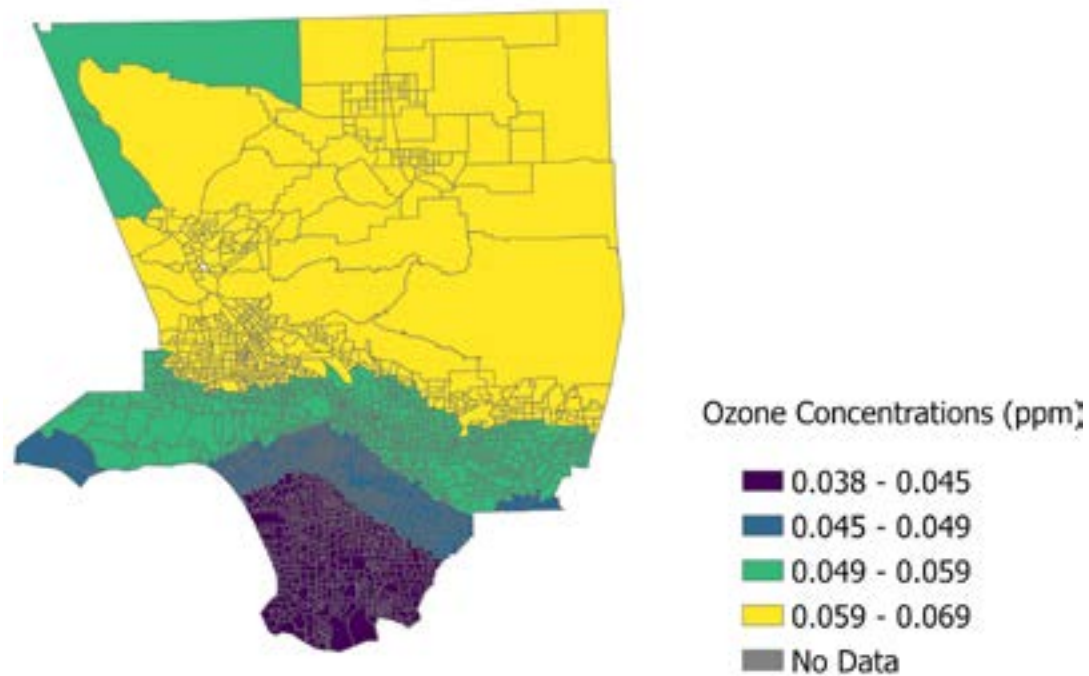 Ozone Concentrations (ppm)
0.038 - 0.045
0.045 - 0.049
0.049 - 0.059
0.059 - 0.069
No Data